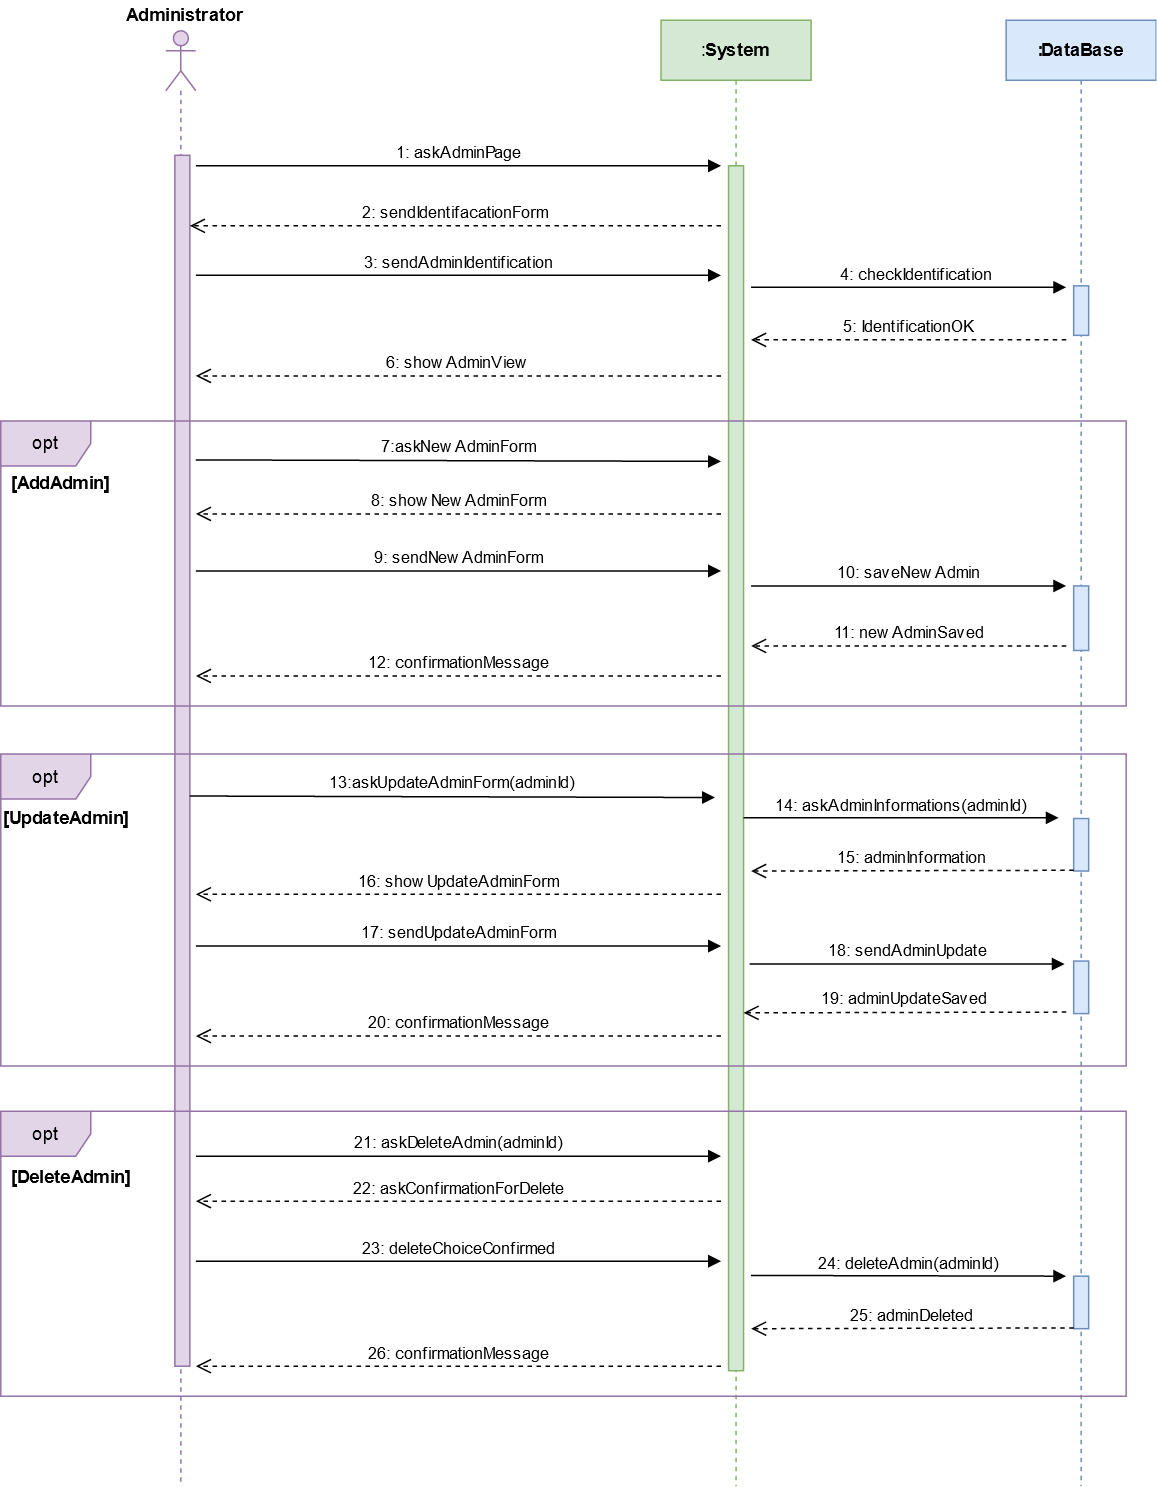 Administrator
:System
:DataBase
1: askAdminPage
2: sendIdentifacationForm
3: sendAdminIdentification
4: checkIdentification
5: IdentificationOK
6: show AdminView
opt
[AddAdmin]
7:askNew AdminForm
8: show New AdminForm
9: sendNew AdminForm
10: saveNew Admin
11: new AdminSaved
12: confirmationMessage
opt
[UpdateAdmin]
13:askUpdateAdminForm(adminId)
14: askAdminInformations(adminId)
15: adminInformation
16: show UpdateAdminForm
17: sendUpdateAdminForm
18: sendAdminUpdate
19: adminUpdateSaved
20: confirmationMessage
opt
[DeleteAdmin]
21: askDeleteAdmin(adminId)
22: askConfirmationForDelete
23: deleteChoiceConfirmed
24: deleteAdmin(adminId)
25: adminDeleted
26: confirmationMessage